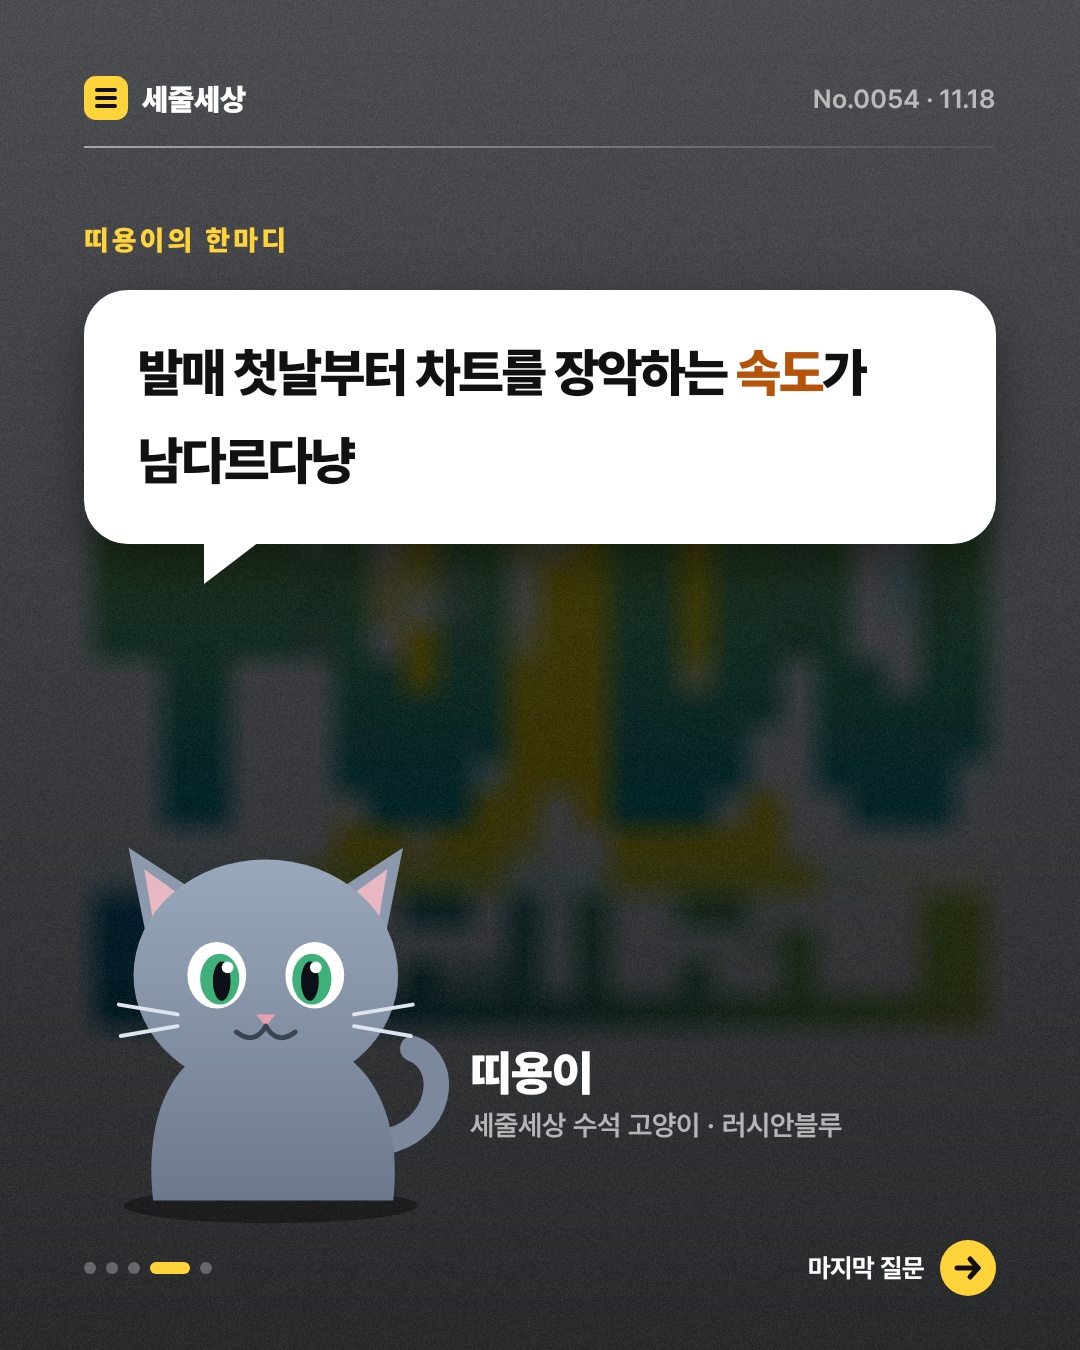 세줄세상
No.0054 · 11.18
띠용이의 한마디
발매 첫날부터 차트를 장악하는 속도가
남다르다냥
띠용이
세줄세상 수석 고양이 · 러시안블루
마지막 질문